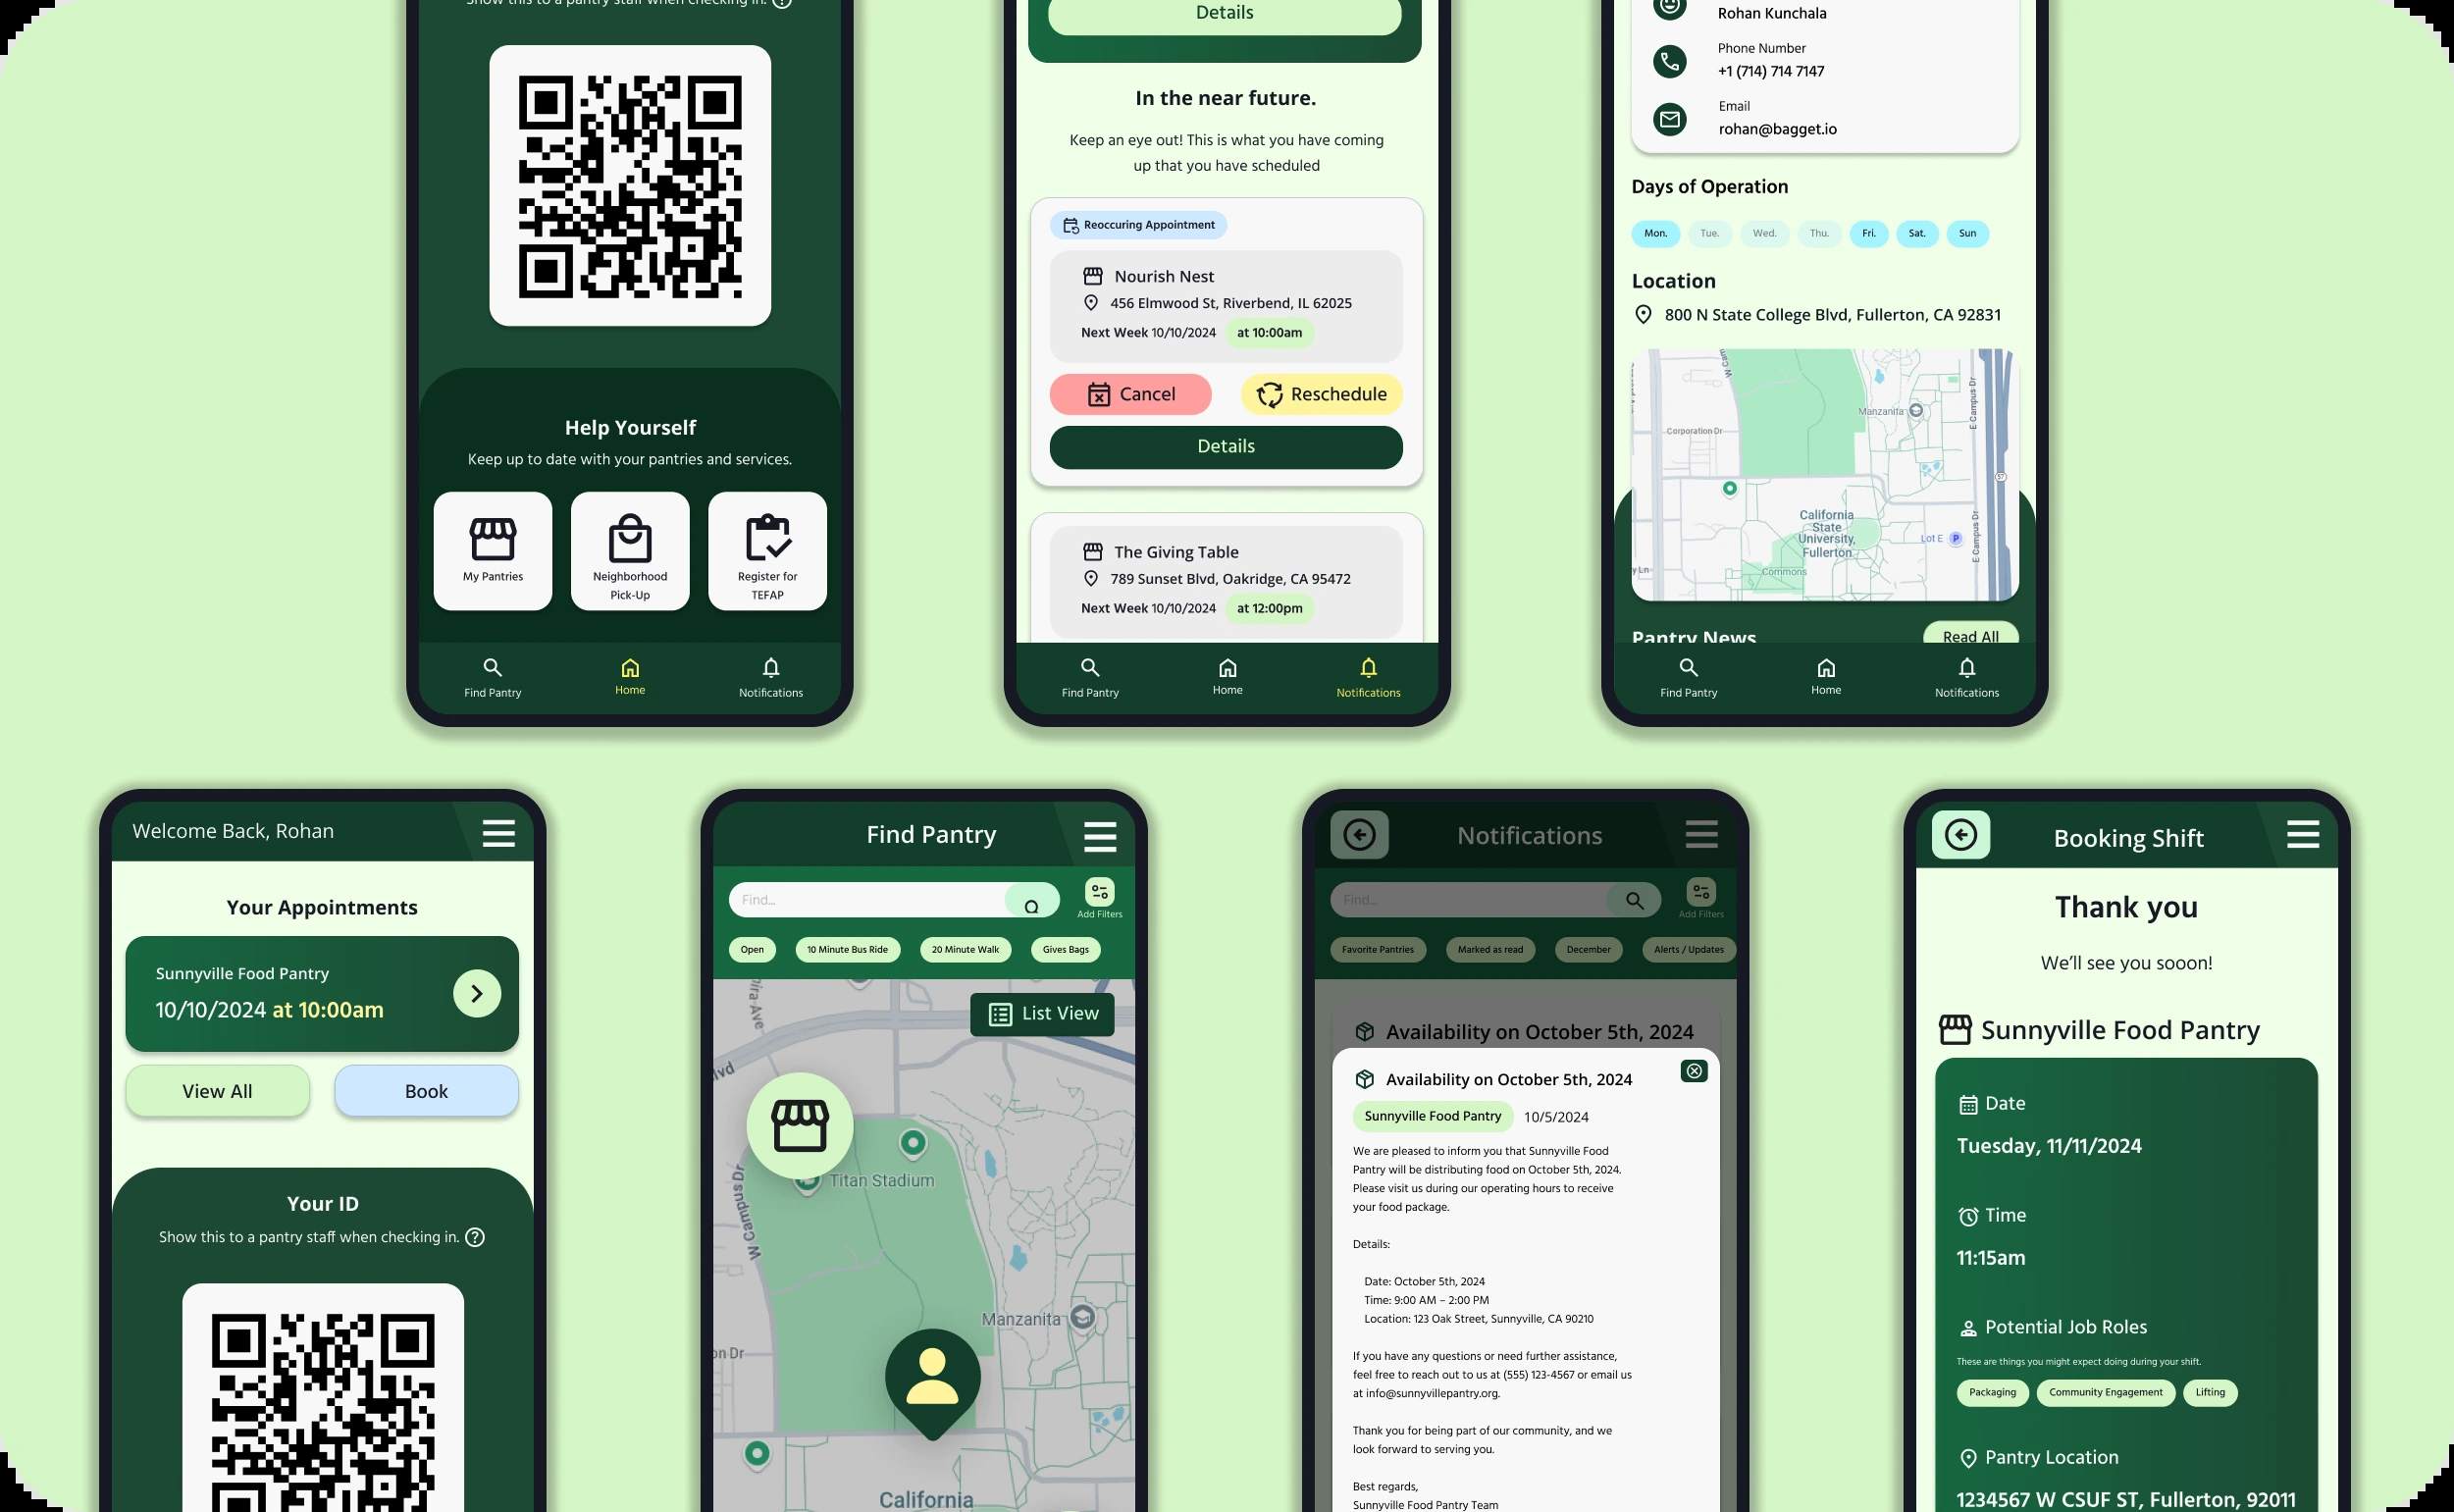 Show this to a pantry staff when checking in.
Help Yourself
Keep up to date with your pantries and services.
My Pantries
Neighborhood
Pick-Up
Register for
TEFAP
Find Pantry
Home
Notifications
Details
In the near future.
Keep an eye out! This is what you have coming
up that you have scheduled
Reoccuring Appointment
Nourish Nest
456 Elmwood St, Riverbend, IL 62025
Next Week 10/10/2024 at 10:00am
Cancel
Reschedule
Details
The Giving Table
789 Sunset Blvd, Oakridge, CA 95472
Next Week 10/10/2024 at 12:00pm
Find Pantry
Home
Notifications
Rohan Kunchala
Phone Number
+1 (714) 714 7147
Email
rohan@bagget.io
Days of Operation
Mon. Tue. Wed. Thu. Fri. Sat. Sun
Location
800 N State College Blvd, Fullerton, CA 92831
W Cam
Corporation Dr
Manzanita
E Campus Dr
57
California
State
University,
Fullerton
Lot E P
E Campus Dr
Commons
y Ln
Pantry News
Read All
Find Pantry
Home
Notifications
Welcome Back, Rohan
Your Appointments
Sunnyville Food Pantry
10/10/2024 at 10:00am
View All
Book
Your ID
Show this to a pantry staff when checking in.
Find Pantry
Find...
Add Filters
Open
10 Minute Bus Ride
20 Minute Walk
Gives Bags
List View
ira Ave
lvd
Titan Stadium
W Campus Dr
Manzanita
on Dr
California
Notifications
Find...
Add Filters
Favorite Pantries
Marked as read
December
Alerts / Updates
Availability on October 5th, 2024
Availability on October 5th, 2024
Sunnyville Food Pantry 10/5/2024
We are pleased to inform you that Sunnyville Food
Pantry will be distributing food on October 5th, 2024.
Please visit us during our operating hours to receive
your food package.
Details:
Date: October 5th, 2024
Time: 9:00 AM – 2:00 PM
Location: 123 Oak Street, Sunnyville, CA 90210
If you have any questions or need further assistance,
feel free to reach out to us at (555) 123-4567 or email us
at info@sunnyvillepantry.org.
Thank you for being part of our community, and we
look forward to serving you.
Best regards,
Sunnyville Food Pantry Team
Booking Shift
Thank you
We'll see you sooon!
Sunnyville Food Pantry
Date
Tuesday, 11/11/2024
Time
11:15am
Potential Job Roles
These are things you might expect doing during your shift.
Packaging
Community Engagement
Lifting
Pantry Location
1234567 W CSUF ST, Fullerton, 92011